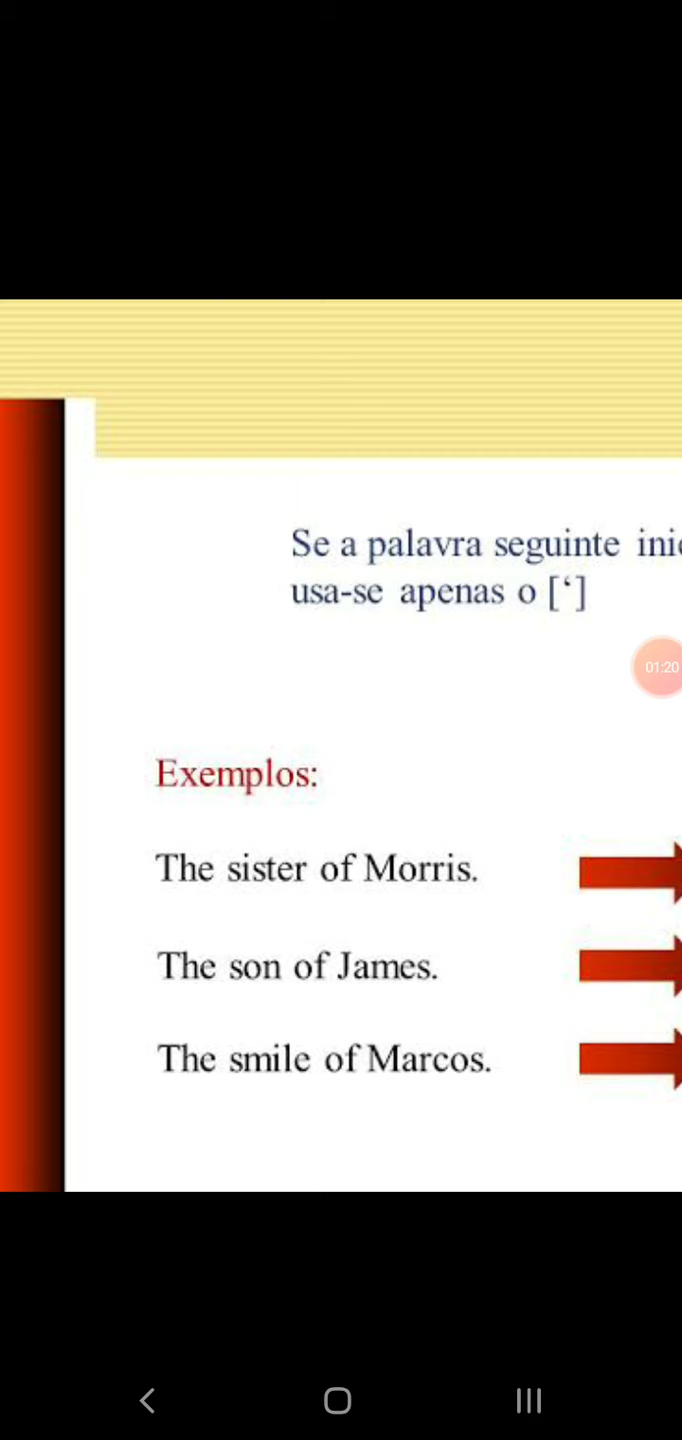 Se a palavra seguinte
usa-se apenas o [‘]
01:20
Exemplos:
The sister of Morris.
The son of James.
The smile of Marcos.